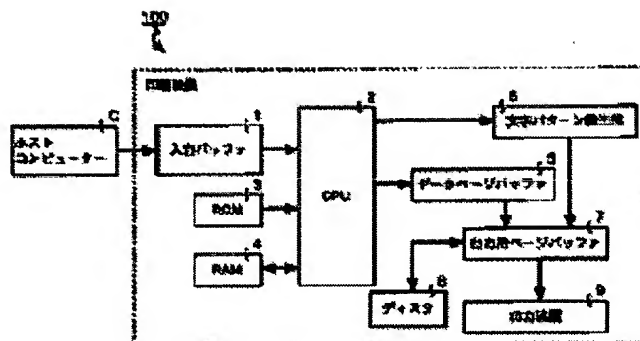 100
印刷装置
C
ホスト
コンピューター
1
入力バッファ
2
CPU
3
ROM
4
RAM
文字パターン発生部
データページバッファ
7
出力用ページバッファ
8
ディスク
9
出力装置